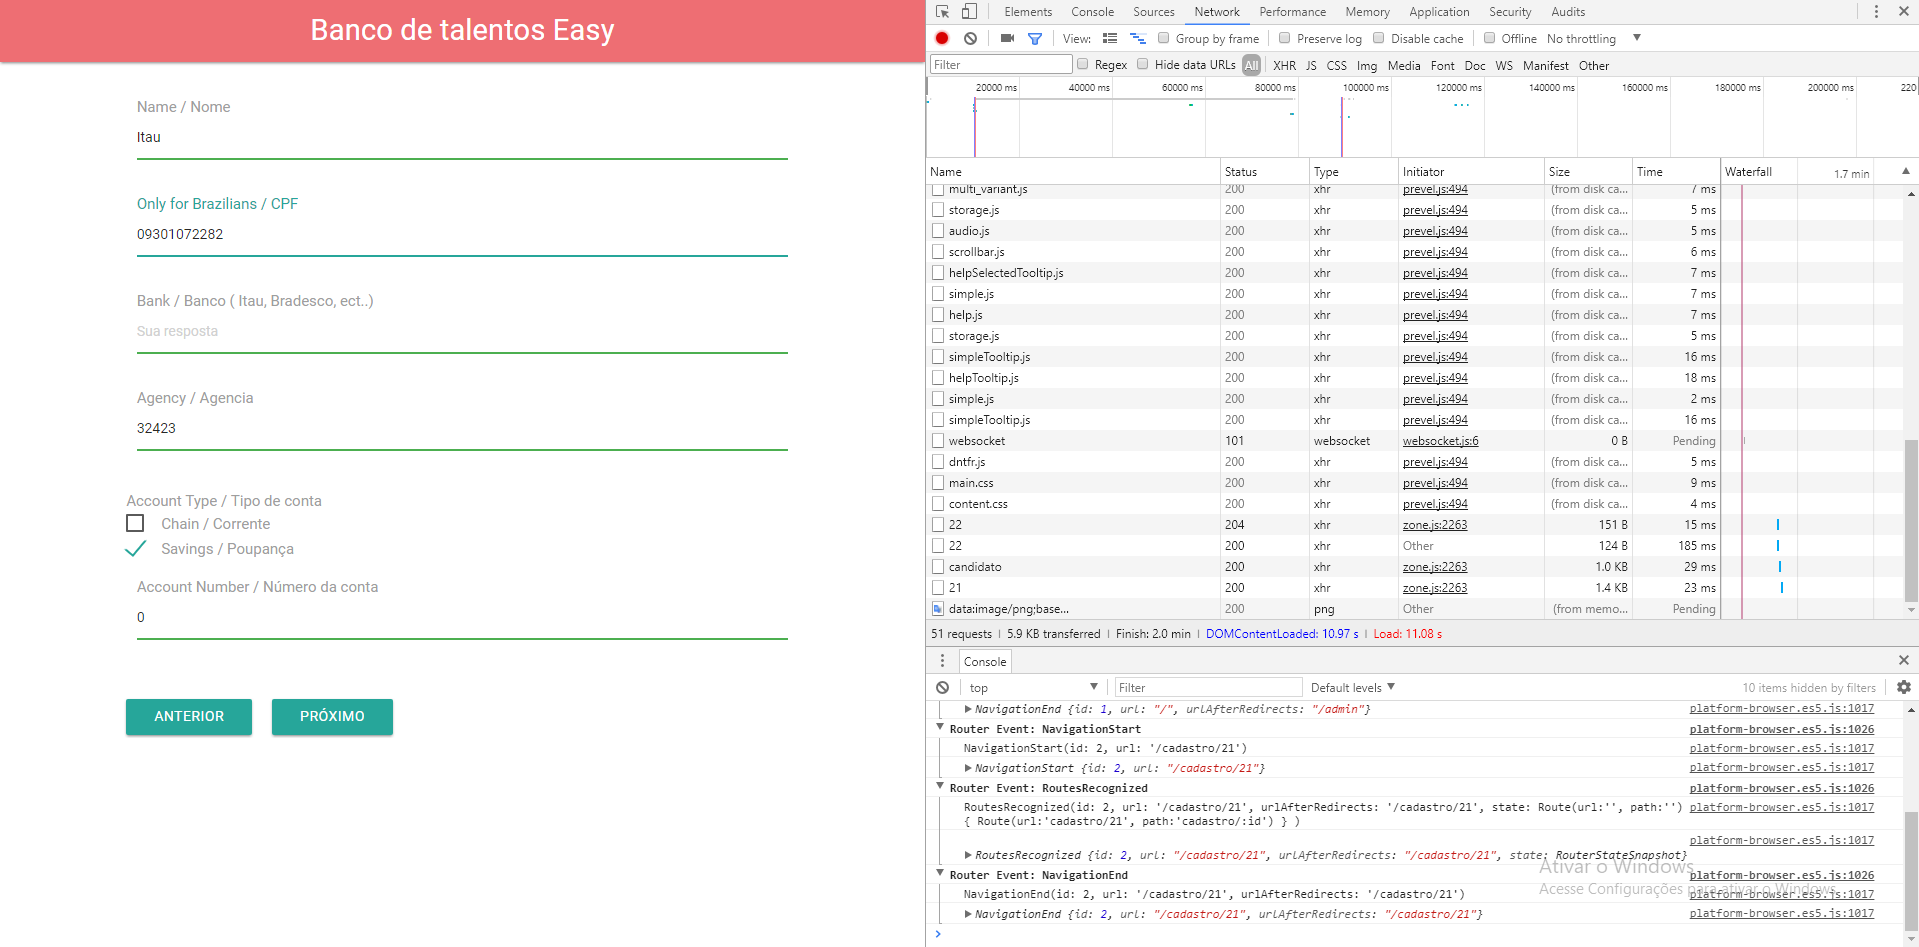 Banco de talentos Easy
Name / Nome
Itau
Only for Brazilians / CPF
09301072282
Bank / Banco ( Itau, Bradesco, ect..)
Sua resposta
Agency / Agencia
32423
Account Type / Tipo de conta
Chain / Corrente
Savings / Poupança
Account Number / Número da conta
0
ANTERIOR PRÓXIMO
Elements Console Sources Network Performance Memory Application Security Audits
View: Group by frame Preserve log Disable cache Offline No throttling
Filter Regex Hide data URLs All XHR JS CSS Img Media Font Doc WS Manifest Other
20000 ms 40000 ms 60000 ms 80000 ms 100000 ms 120000 ms 140000 ms 160000 ms 180000 ms 200000 ms 220
Name Status Type Initiator Size Time Waterfall 1.7 min
multi_variant.js 200 xhr prevel.js:494 (from disk ca... 7 ms
storage.js 200 xhr prevel.js:494 (from disk ca... 5 ms
audio.js 200 xhr prevel.js:494 (from disk ca... 5 ms
scrollbar.js 200 xhr prevel.js:494 (from disk ca... 6 ms
helpSelectedTooltip.js 200 xhr prevel.js:494 (from disk ca... 7 ms
simple.js 200 xhr prevel.js:494 (from disk ca... 7 ms
help.js 200 xhr prevel.js:494 (from disk ca... 7 ms
storage.js 200 xhr prevel.js:494 (from disk ca... 5 ms
simpleTooltip.js 200 xhr prevel.js:494 (from disk ca... 16 ms
helpTooltip.js 200 xhr prevel.js:494 (from disk ca... 18 ms
simple.js 200 xhr prevel.js:494 (from disk ca... 2 ms
simpleTooltip.js 200 xhr prevel.js:494 (from disk ca... 16 ms
websocket 101 websocket websocket.js:6 0 B Pending
dntfr.js 200 xhr prevel.js:494 (from disk ca... 5 ms
main.css 200 xhr prevel.js:494 (from disk ca... 9 ms
content.css 200 xhr prevel.js:494 (from disk ca... 4 ms
22 204 xhr zone.js:2263 151 B 15 ms
22 200 xhr Other 124 B 185 ms
candidato 200 xhr zone.js:2263 1.0 KB 29 ms
21 200 xhr zone.js:2263 1.4 KB 23 ms
data:image/png;base... 200 png Other (from memo... Pending
51 requests | 5.9 KB transferred | Finish: 2.0 min | DOMContentLoaded: 10.97 s | Load: 11.08 s
Console
top Filter Default levels 10 items hidden by filters
NavigationEnd {id: 1, url: "/", urlAfterRedirects: "/admin"} platform-browser.es5.js:1017
Router Event: NavigationStart platform-browser.es5.js:1026
NavigationStart(id: 2, url: '/cadastro/21') platform-browser.es5.js:1017
NavigationStart {id: 2, url: "/cadastro/21"} platform-browser.es5.js:1017
Router Event: RoutesRecognized platform-browser.es5.js:1026
RoutesRecognized(id: 2, url: '/cadastro/21', urlAfterRedirects: '/cadastro/21', state: Route(url:'', path:'') platform-browser.es5.js:1017
{ Route(url:'cadastro/21', path:'cadastro/:id') } )
platform-browser.es5.js:1017
RoutesRecognized {id: 2, url: "/cadastro/21", urlAfterRedirects: "/cadastro/21", state: RouterStateSnapshot}
Ativar o Windows
Router Event: NavigationEnd platform-browser.es5.js:1026
Acesse Configurações para ativar o Windows.
NavigationEnd(id: 2, url: '/cadastro/21', urlAfterRedirects: '/cadastro/21') platform-browser.es5.js:1017
NavigationEnd {id: 2, url: "/cadastro/21", urlAfterRedirects: "/cadastro/21"} platform-browser.es5.js:1017